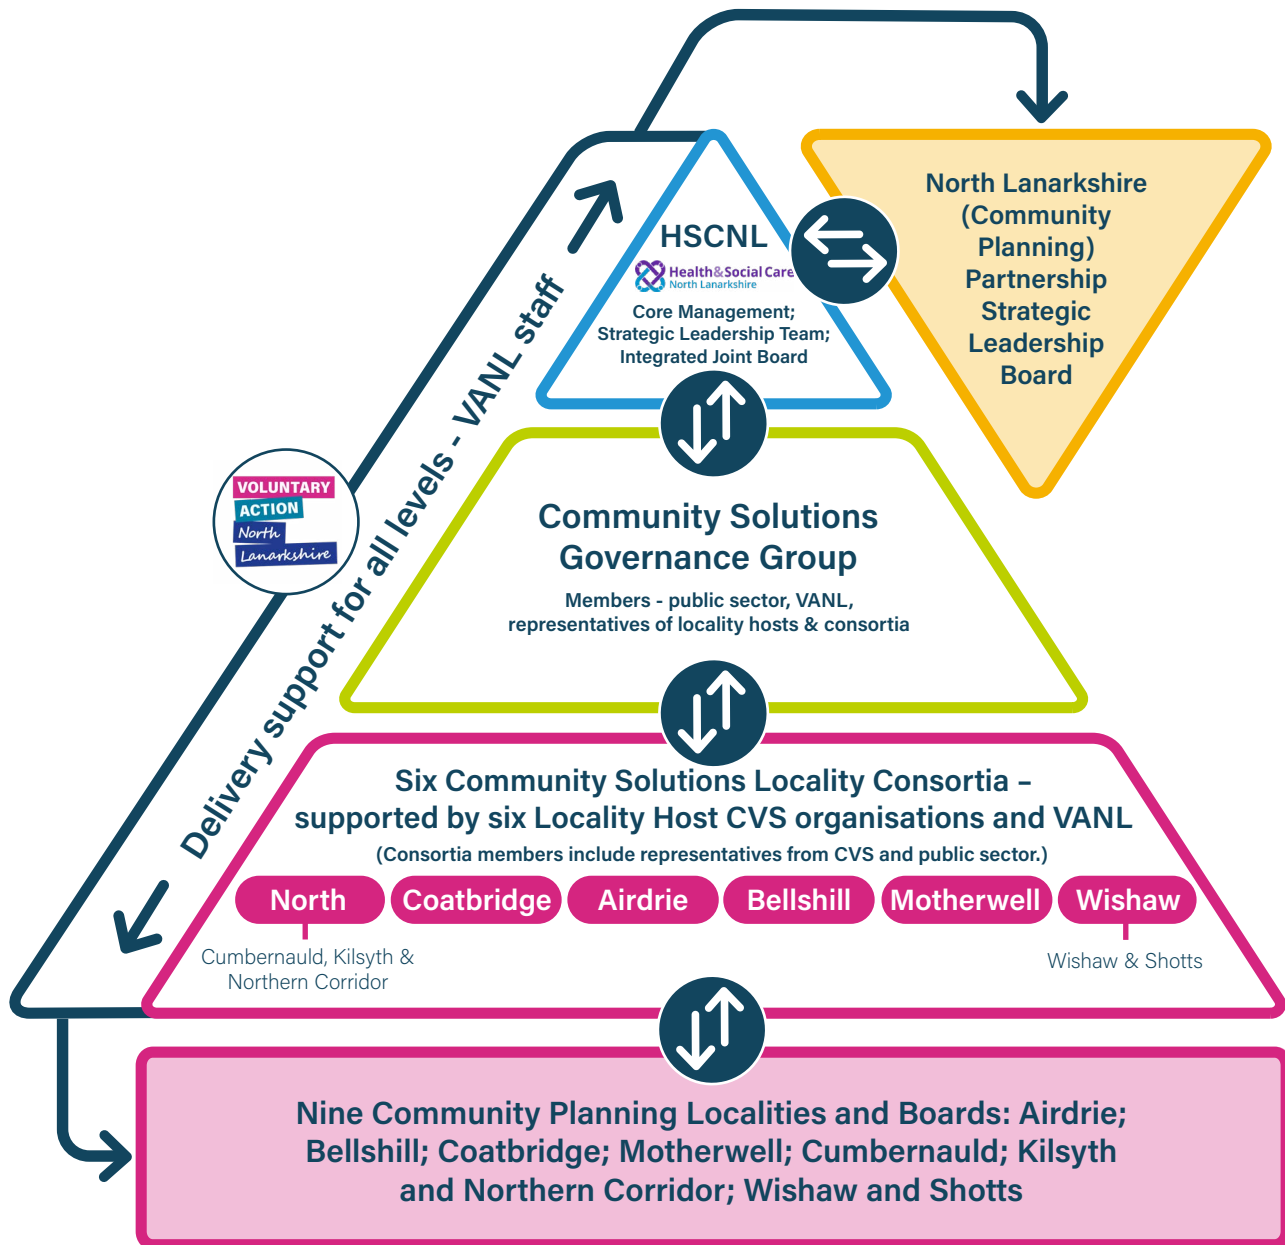 North Lanarkshire
(Community
Planning)
Partnership
Strategic
Leadership
Board
HSCNL
Health&Social Care
North Lanarkshire
Core Management;
Strategic Leadership Team;
Integrated Joint Board
Delivery support for all levels - VANL staff
VOLUNTARY
ACTION
North
Lanarkshire
Community Solutions
Governance Group
Members - public sector, VANL,
representatives of locality hosts & consortia
Six Community Solutions Locality Consortia –
supported by six Locality Host CVS organisations and VANL
(Consortia members include representatives from CVS and public sector.)
North Coatbridge Airdrie Bellshill Motherwell Wishaw
Cumbernauld, Kilsyth &
Northern Corridor
Wishaw & Shotts
Nine Community Planning Localities and Boards: Airdrie;
Bellshill; Coatbridge; Motherwell; Cumbernauld; Kilsyth
and Northern Corridor; Wishaw and Shotts